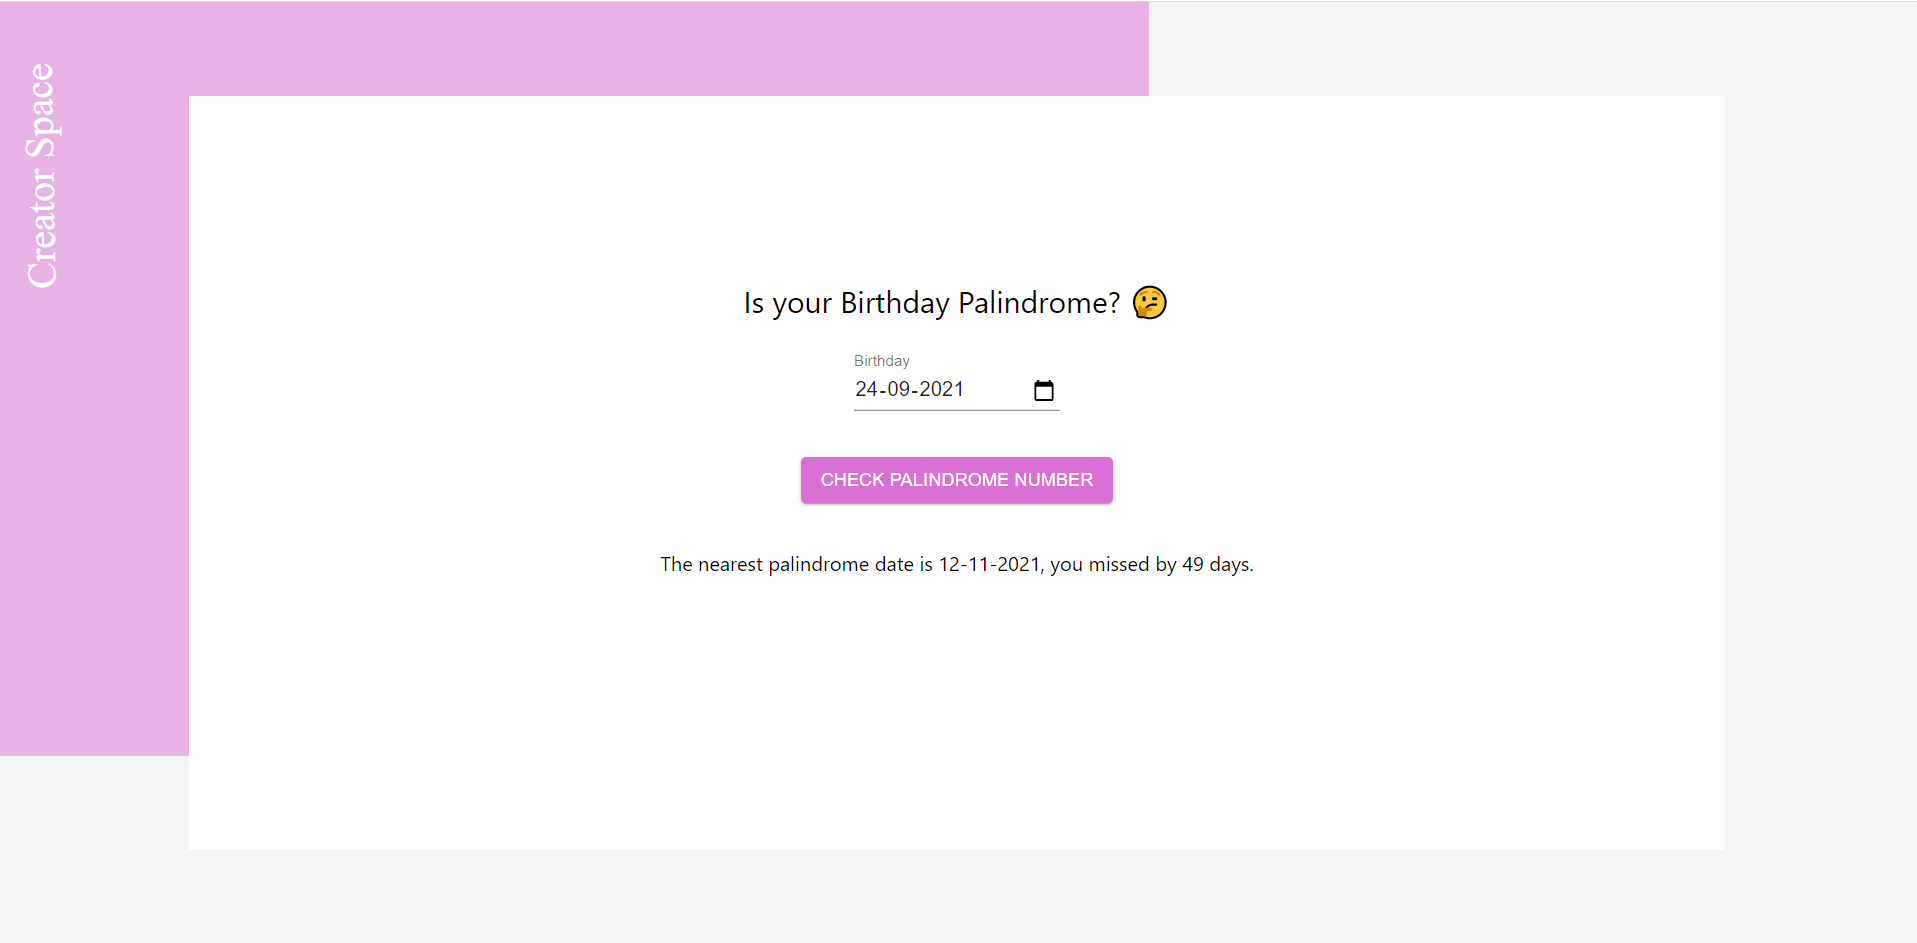 Creator Space
Is your Birthday Palindrome? 🤔
Birthday
24-09-2021
CHECK PALINDROME NUMBER
The nearest palindrome date is 12-11-2021, you missed by 49 days.